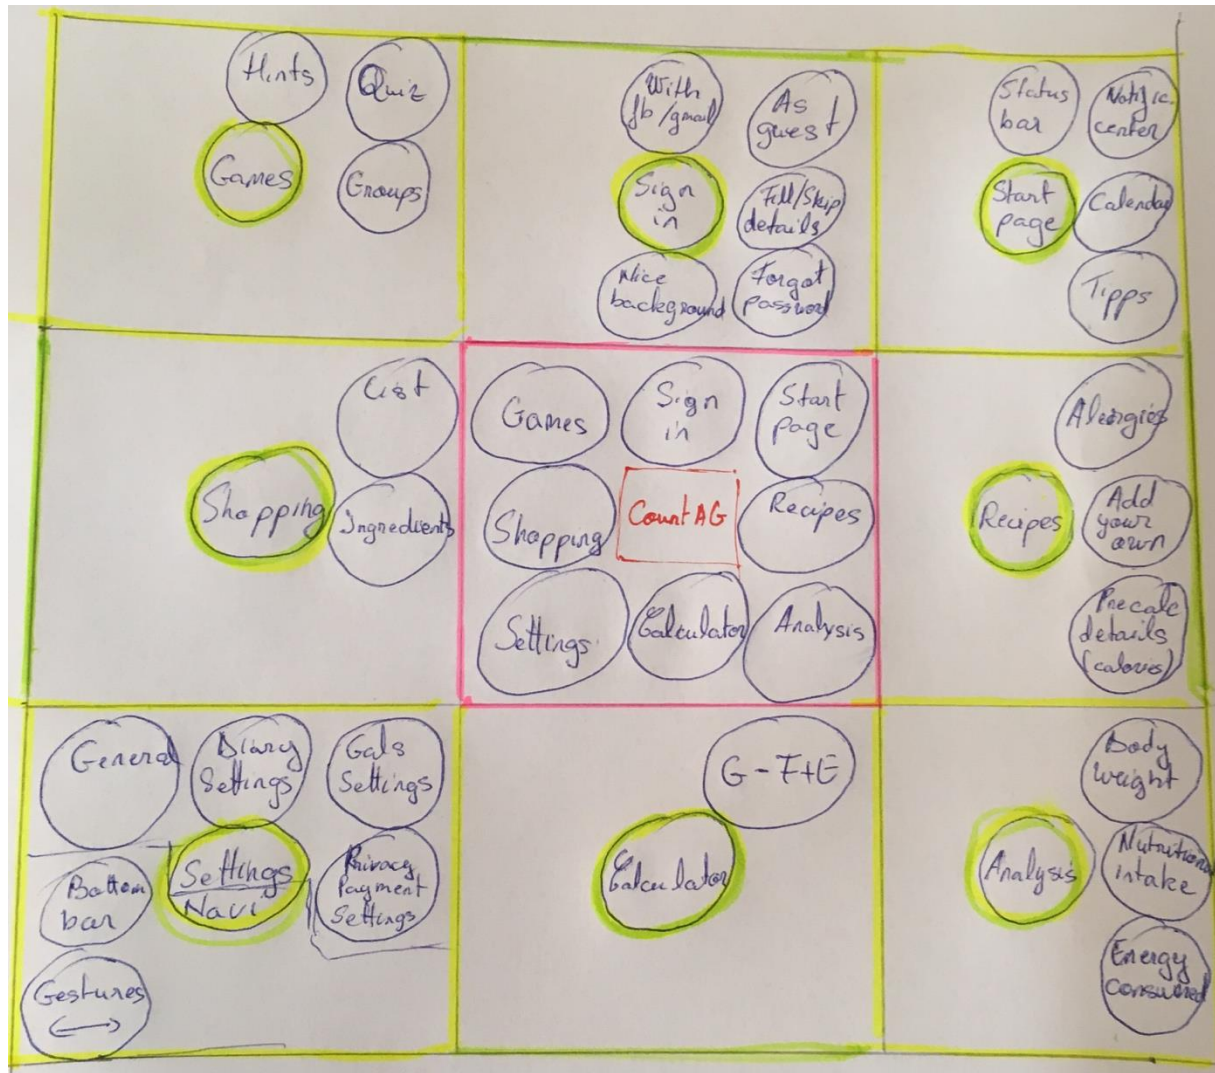 Hints
Quiz
Games
Groups
With
fb/gmail
As
guest
Sign
in
Fill/Skip
details
Nice
background
Forgot
password
Status
bar
Notific.
center
Start
page
Calendar
Tipps
List
Shopping
Ingredients
Games
Sign
in
Start
page
Shopping
CountAG
Recipes
Settings
Calculator
Analysis
Alergies
Recipes
Add
your
own
Precalc
details
(calories)
General
Diary
Settings
Gals
Settings
Settings
Navi
Privacy
Payment
Settings
Bottom
bar
Gestures
G-F+E
Calculator
Body
weight
Analysis
Nutrition
intake
Energy
consumed